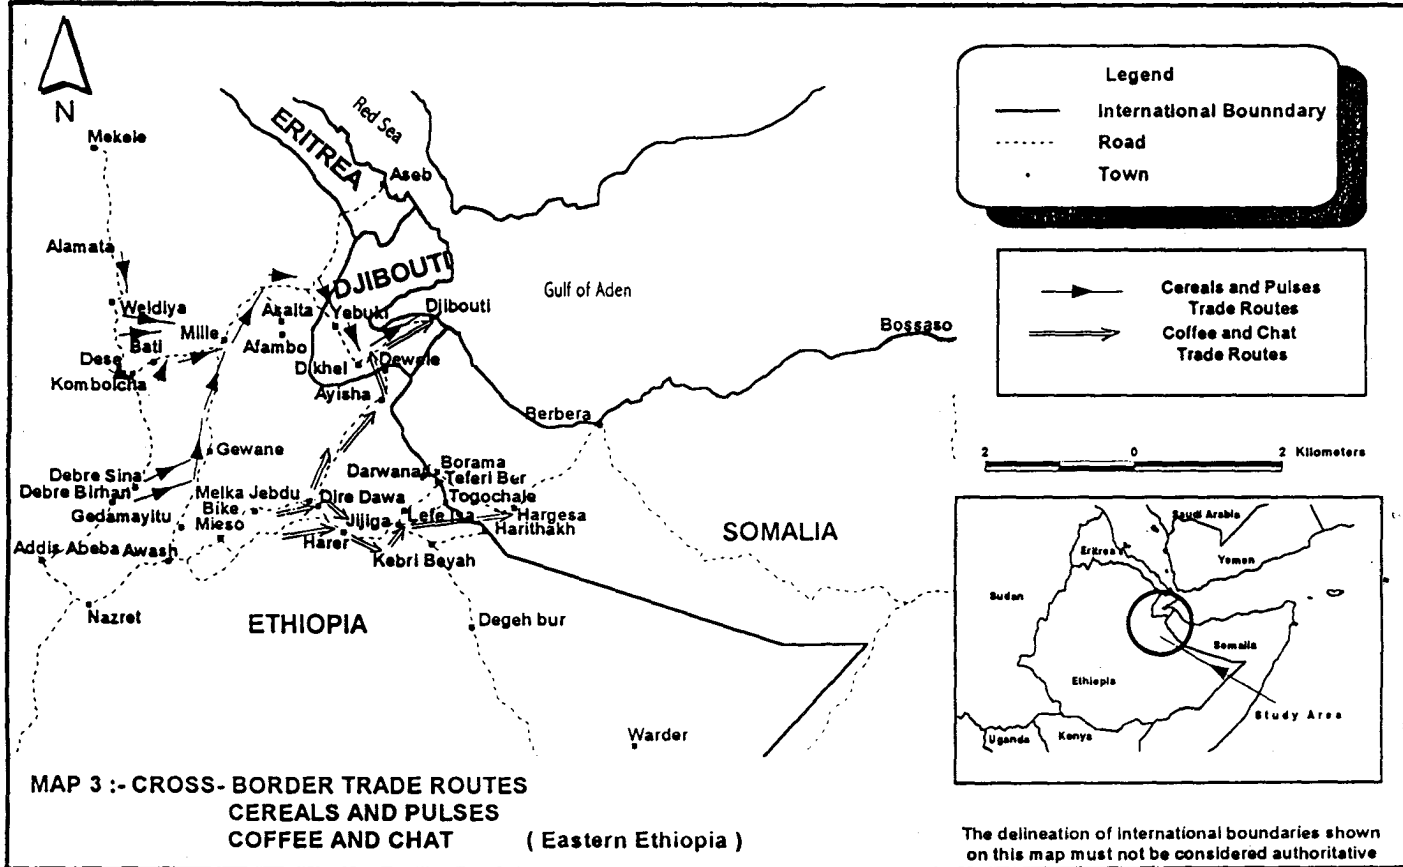 N
Mekele
ERITREA
Red Sea
Aseb
Alamata
DJIBOUTI
Gulf of Aden
Weldiya
Asaita
Yebuki
Djibouti
Bossaso
Mille
Bati
Afambo
Dese
Dikhel
Dewele
Kombolcha
Ayisha
Berbera
Gewane
Borama
Darwana
Teferi Ber
Debre Sina
Debre Birhan
Melka Jebdu
Dire Dawa
Togochale
Bike
Gedamayitu
Mieso
Jijiga
Lefe Isa
Hargesa
Harithakh
Harer
Addis Abeba
Awash
Kebri Beyah
SOMALIA
Nazret
ETHIOPIA
Degeh bur
Warder
Legend
International Bounndary
Road
Town
Cereals and Pulses
Trade Routes
Coffee and Chat
Trade Routes
2 0 2 Kilometers
Saudi Arabia
Eritrea
Yemen
Sudan
Somalia
Ethiopia
Study Area
Uganda
Kenya
MAP 3 :- CROSS- BORDER TRADE ROUTES
CEREALS AND PULSES
COFFEE AND CHAT ( Eastern Ethiopia )
The delineation of international boundaries shown
on this map must not be considered authoritative